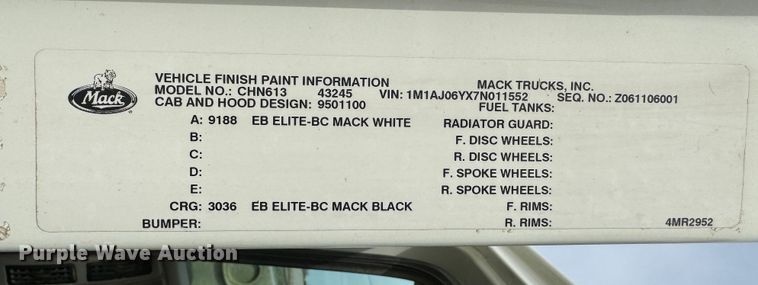 VEHICLE FINISH PAINT INFORMATION MACK TRUCKS, INC.
MODEL NO.: CHN613 43245 VIN: 1M1AJ06YX7N011552 SEQ. NO.: Z061106001
CAB AND HOOD DESIGN: 9501100 FUEL TANKS:
Mack
A: 9188 EB ELITE-BC MACK WHITE RADIATOR GUARD:
B: F. DISC WHEELS:
C: R. DISC WHEELS:
D: F. SPOKE WHEELS:
E: R. SPOKE WHEELS:
CRG: 3036 EB ELITE-BC MACK BLACK F. RIMS:
BUMPER: R. RIMS: 4MR2952
Purple Wave Auction